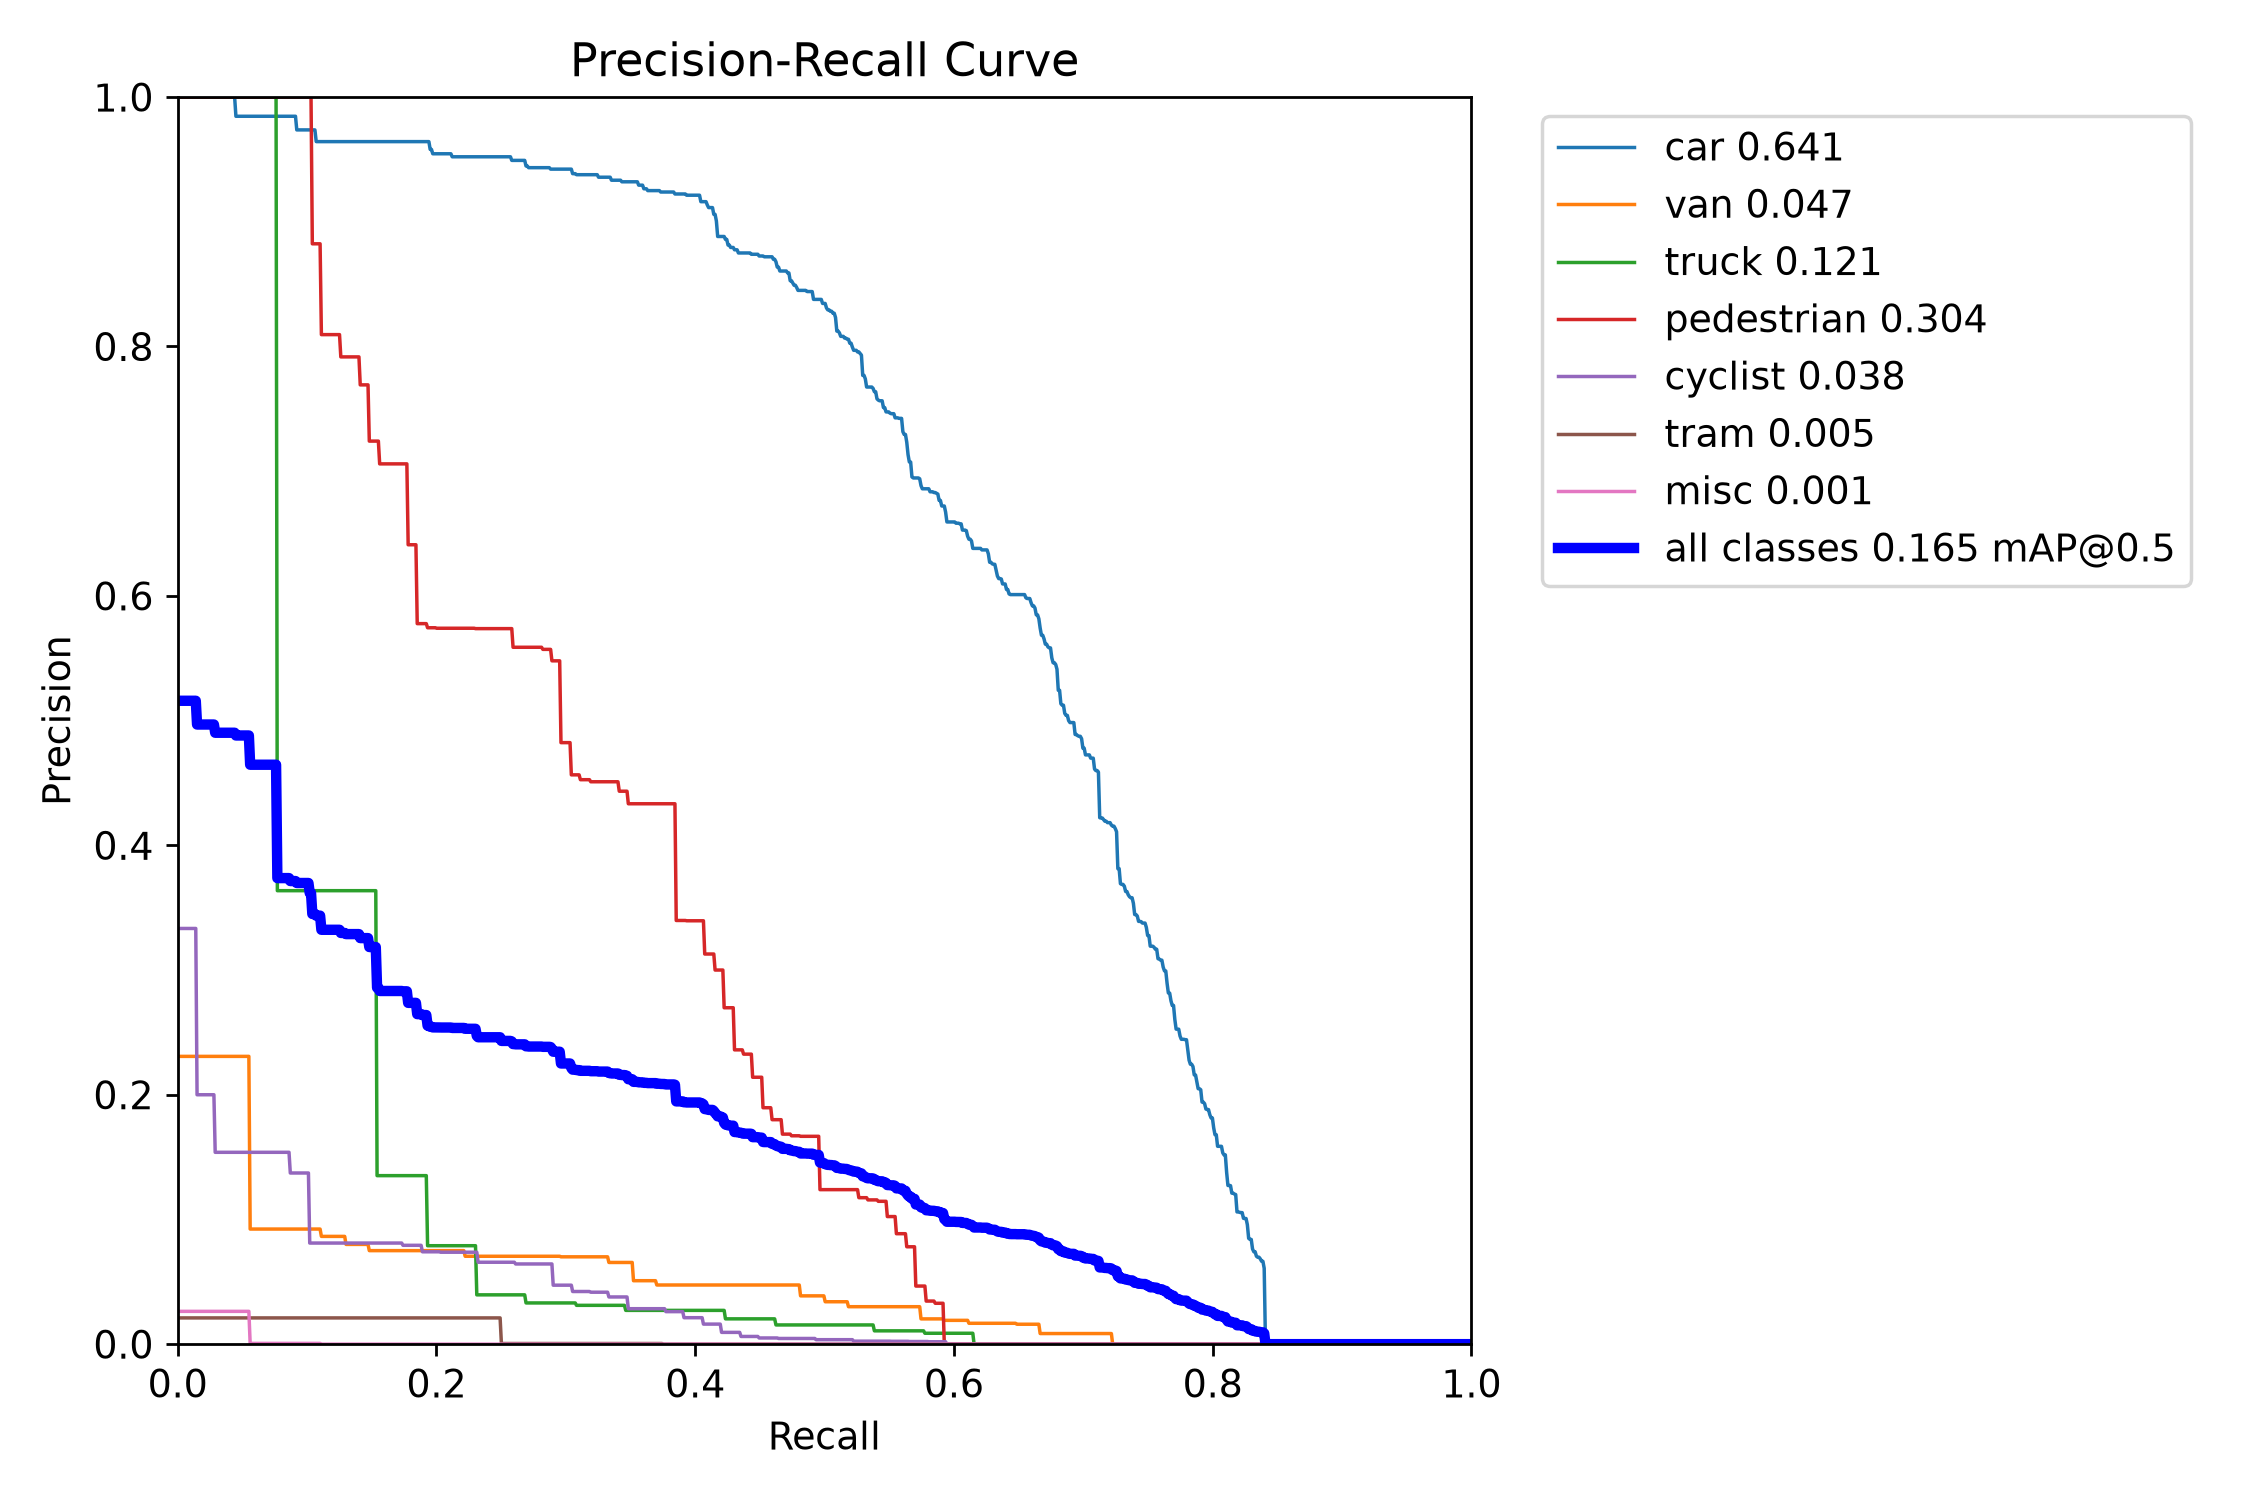 Precision-Recall Curve
1.0
0.8
0.6
0.4
0.2
0.0
Precision
0.0 0.2 0.4 0.6 0.8 1.0
Recall
car 0.641
van 0.047
truck 0.121
pedestrian 0.304
cyclist 0.038
tram 0.005
misc 0.001
all classes 0.165 mAP@0.5